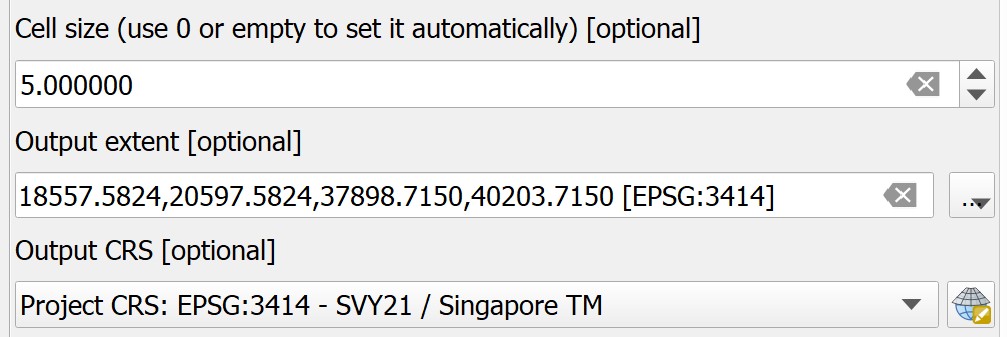 Cell size (use 0 or empty to set it automatically) [optional]
5.000000
Output extent [optional]
18557.5824,20597.5824,37898.7150,40203.7150 [EPSG:3414]
...
Output CRS [optional]
Project CRS: EPSG:3414 - SVY21 / Singapore TM